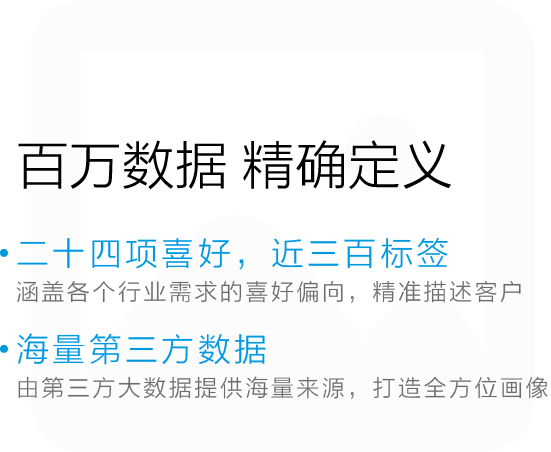 百万数据 精确定义
•二十四项喜好，近三百标签
涵盖各个行业需求的喜好偏向，精准描述客户
•海量第三方数据
由第三方大数据提供海量来源，打造全方位画像